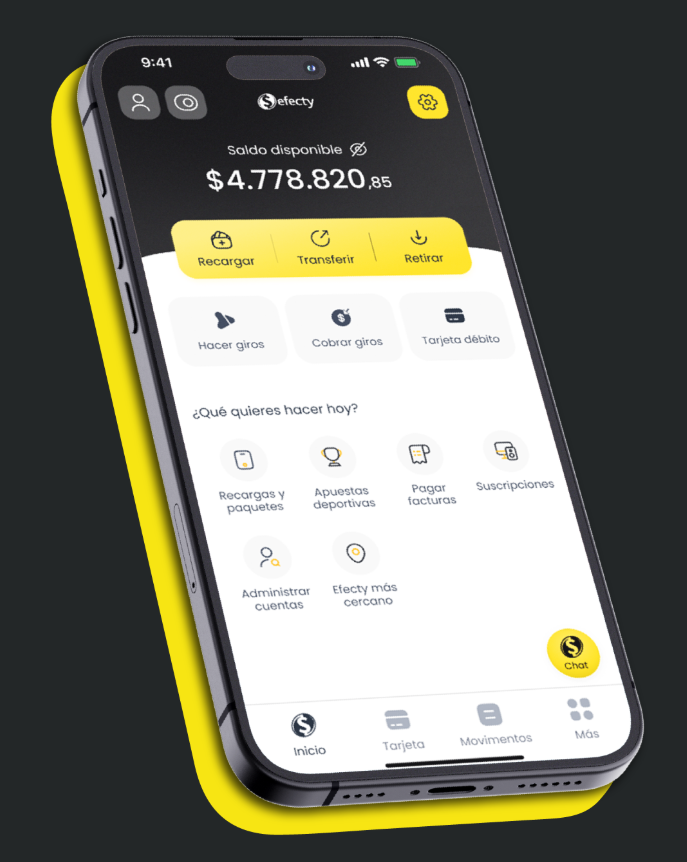 9:41
efecty
Saldo disponible
$4.778.820,85
Recargar Transferir Retirar
Hacer giros Cobrar giros Tarjeta débito
¿Qué quieres hacer hoy?
Recargas y Apuestas Pagar Suscripciones
paquetes deportivas facturas
Administrar Efecty más
cuentas cercano
Chat
Inicio Tarjeta Movimentos Más